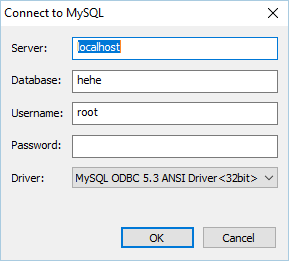 Connect to MySQL
Server: localhost
Database: hehe
Username: root
Password:
Driver: MySQL ODBC 5.3 ANSI Driver<32bit>
OK Cancel